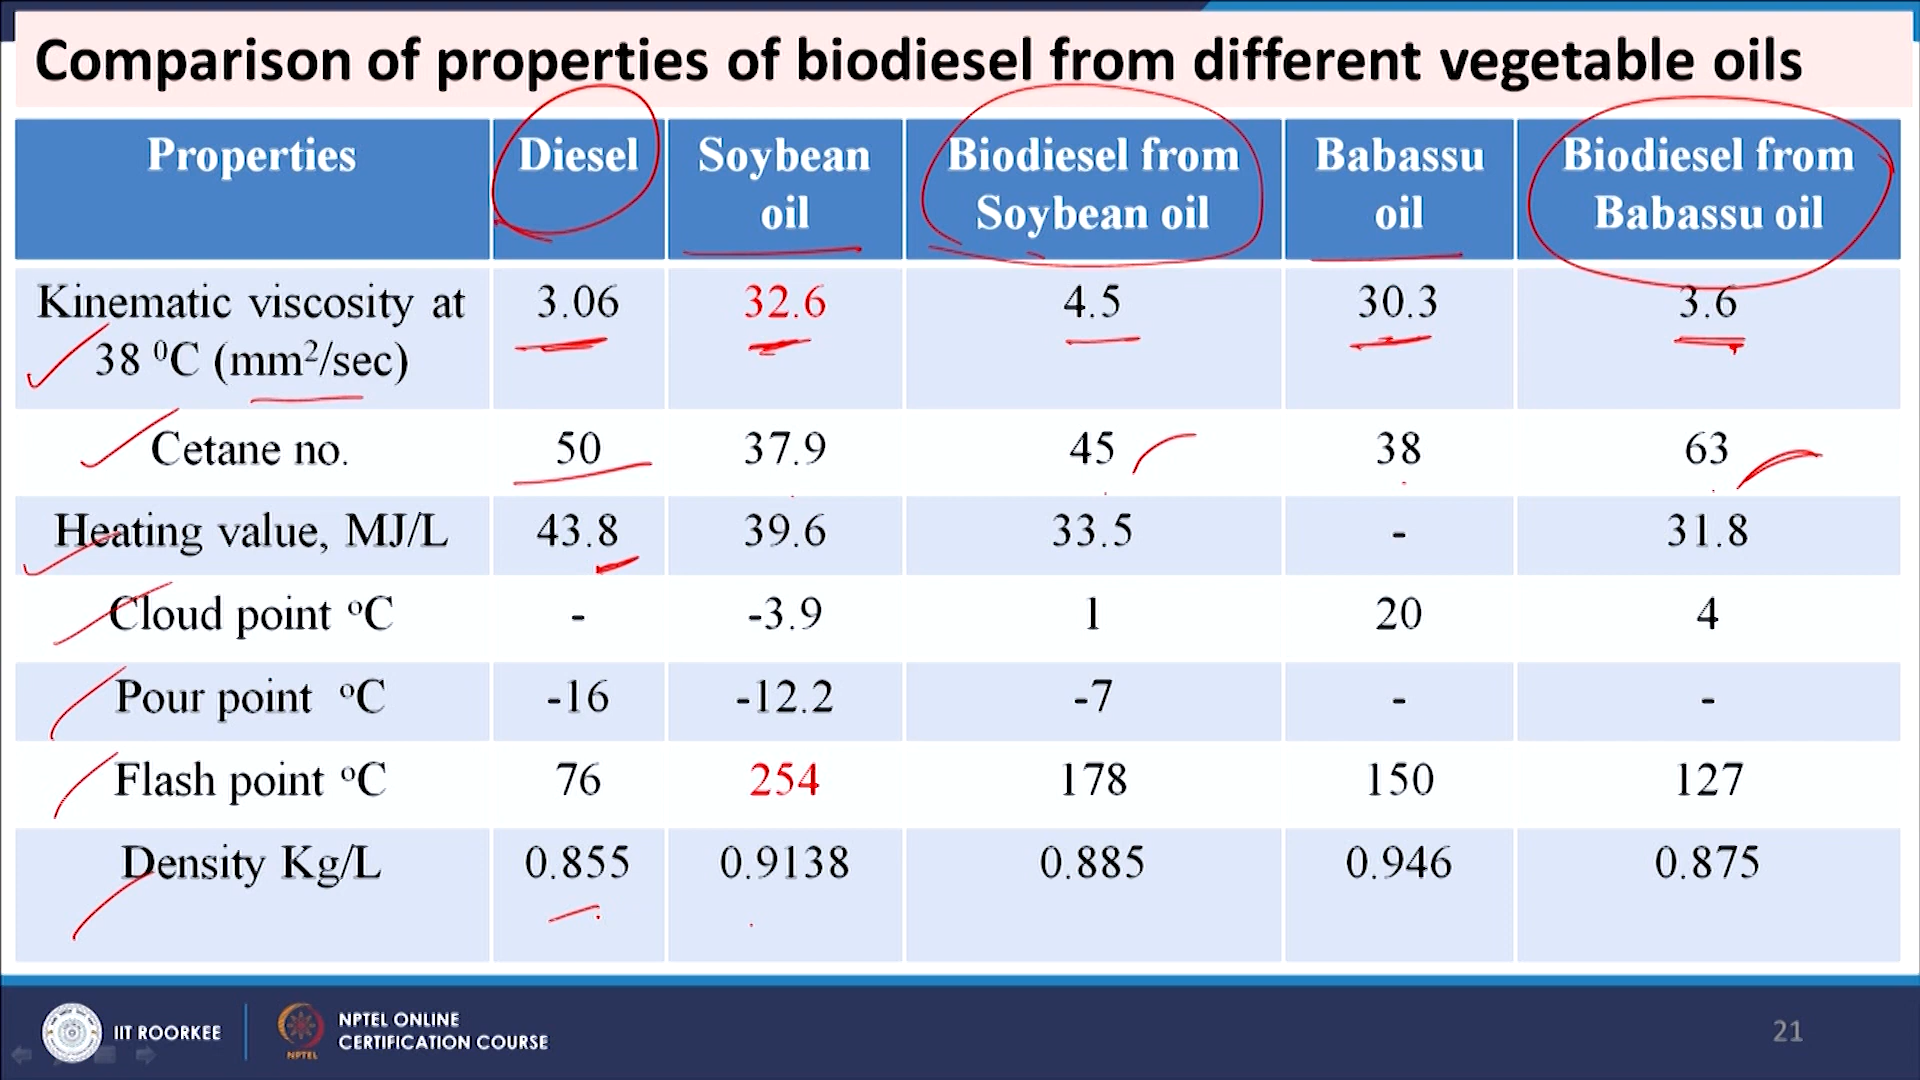 Comparison of properties of biodiesel from different vegetable oils
Properties Diesel Soybean oil Biodiesel from Soybean oil Babassu oil Biodiesel from Babassu oil
Kinematic viscosity at 38 ⁰C (mm²/sec) 3.06 32.6 4.5 30.3 3.6
Cetane no. 50 37.9 45 38 63
Heating value, MJ/L 43.8 39.6 33.5 - 31.8
Cloud point ᵒC - -3.9 1 20 4
Pour point ᵒC -16 -12.2 -7 - -
Flash point ᵒC 76 254 178 150 127
Density Kg/L 0.855 0.9138 0.885 0.946 0.875
IIT ROORKEE
NPTEL
NPTEL ONLINE
CERTIFICATION COURSE
21